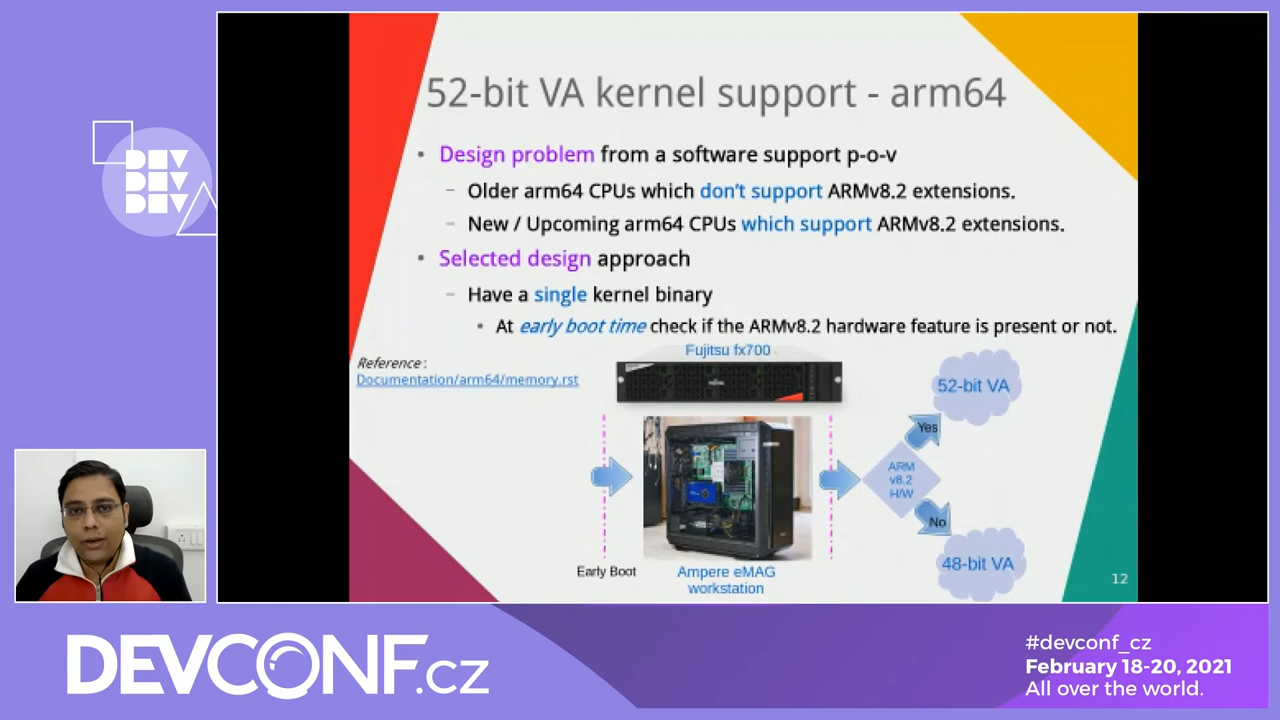 DEV
DEV
DEV
52-bit VA kernel support - arm64
• Design problem from a software support p-o-v
– Older arm64 CPUs which don't support ARMv8.2 extensions.
– New / Upcoming arm64 CPUs which support ARMv8.2 extensions.
• Selected design approach
– Have a single kernel binary
• At early boot time check if the ARMv8.2 hardware feature is present or not.
Reference :
Documentation/arm64/memory.rst
Fujitsu fx700
52-bit VA
Yes
ARM
v8.2
H/W
No
48-bit VA
Early Boot
Ampere eMAG
workstation
12
DEVCONF.cz
#devconf_cz
February 18-20, 2021
All over the world.